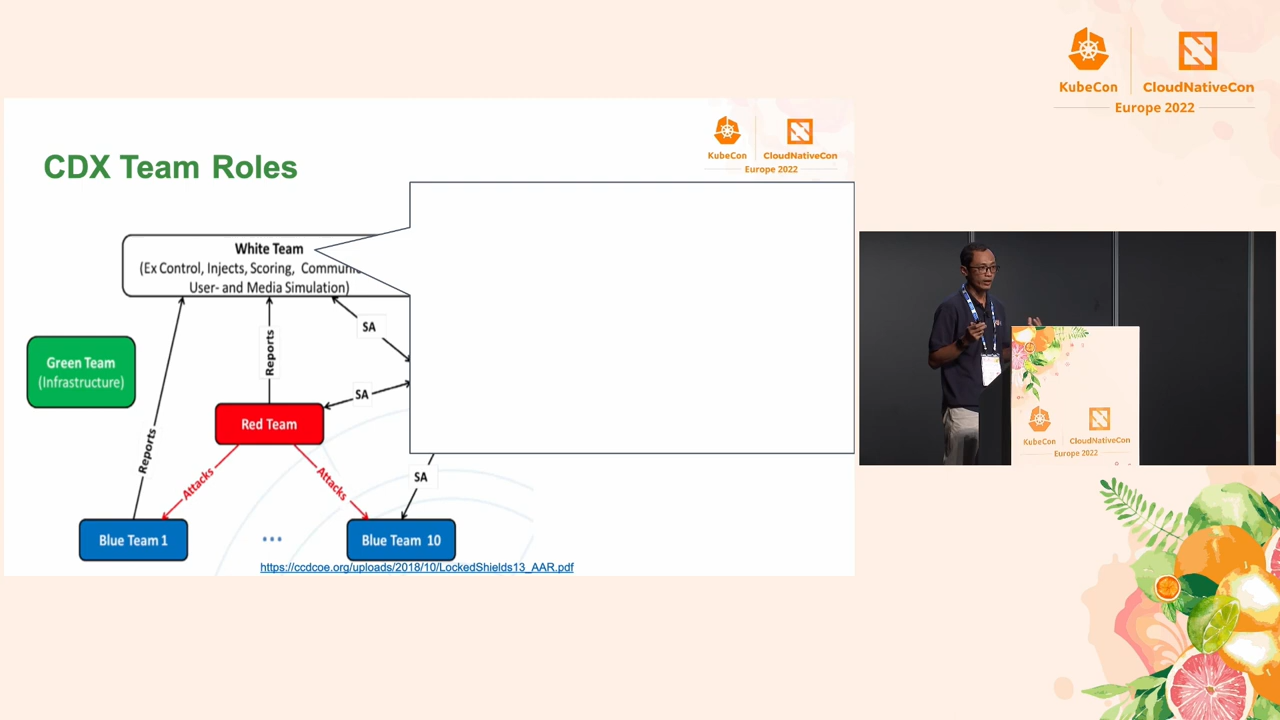 KubeCon
CloudNativeCon
Europe 2022
KubeCon
CloudNativeCon
Europe 2022
CDX Team Roles
White Team
(Ex Control, Injects, Scoring,
User- and Media Simulation)
Green Team
(Infrastructure)
Reports
Reports
SA
SA
Red Team
Attacks
Attacks
SA
Blue Team 1
...
Blue Team 10
https://ccdcoe.org/uploads/2018/10/LockedShields13_AAR.pdf
KubeCon
CloudNativeCon
Europe 2022